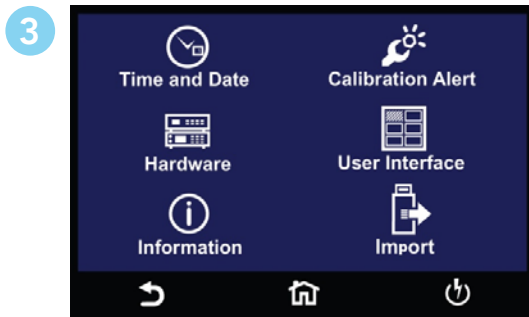 3
Time and Date
Calibration Alert
Hardware
User Interface
Information
Import